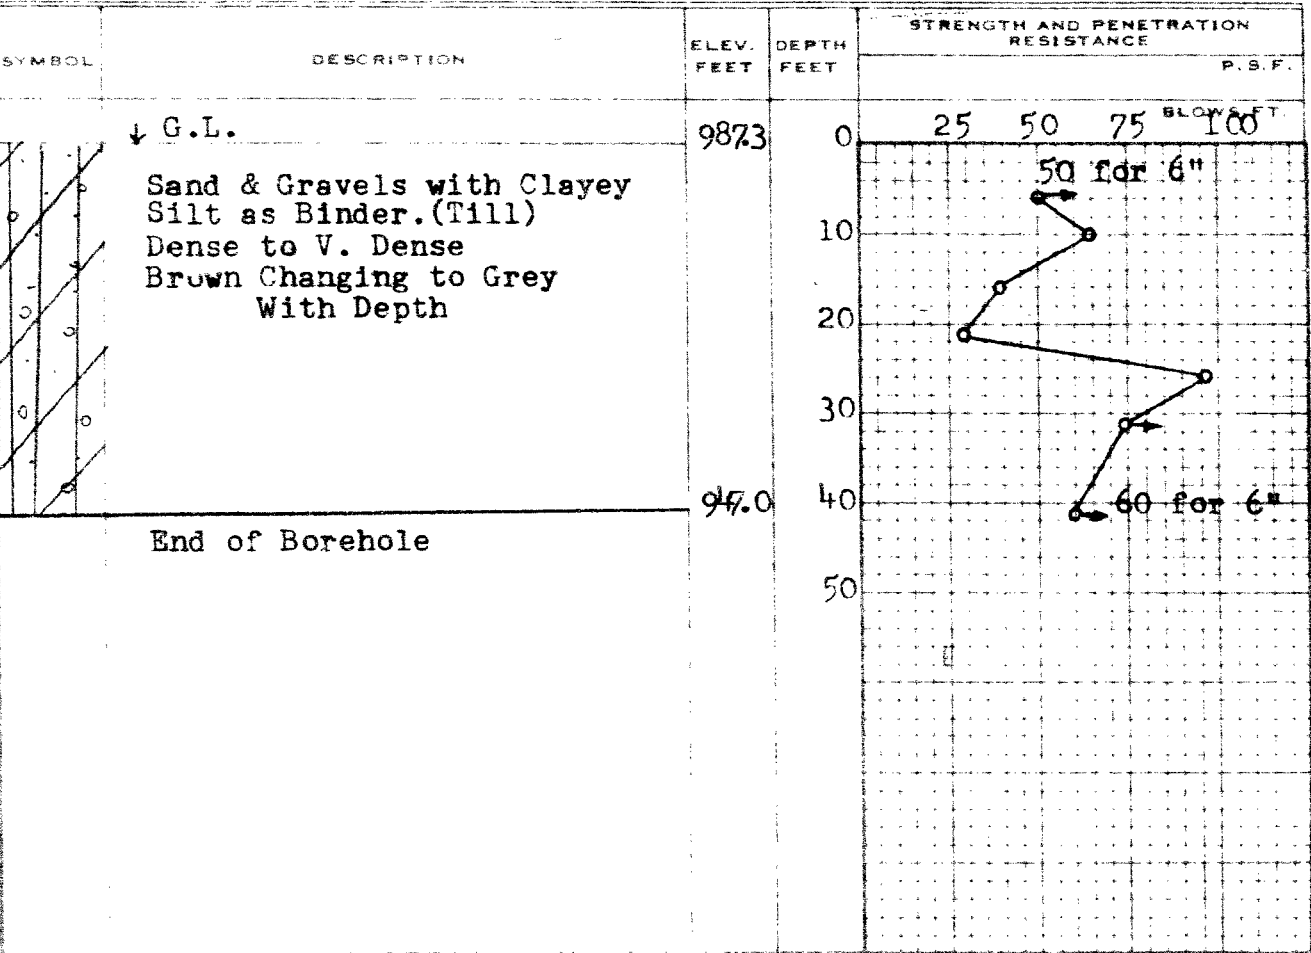 SYMBOL
DESCRIPTION
ELEV.
FEET
DEPTH
FEET
STRENGTH AND PENETRATION
RESISTANCE
P.S.F.
BLOWS/FT.
25 50 75 100
↓ G.L.
987.3
0
Sand & Gravels with Clayey
Silt as Binder.(Till)
Dense to V. Dense
Brown Changing to Grey
With Depth
50 for 6"
10
20
30
40
60 for 6"
End of Borehole
50